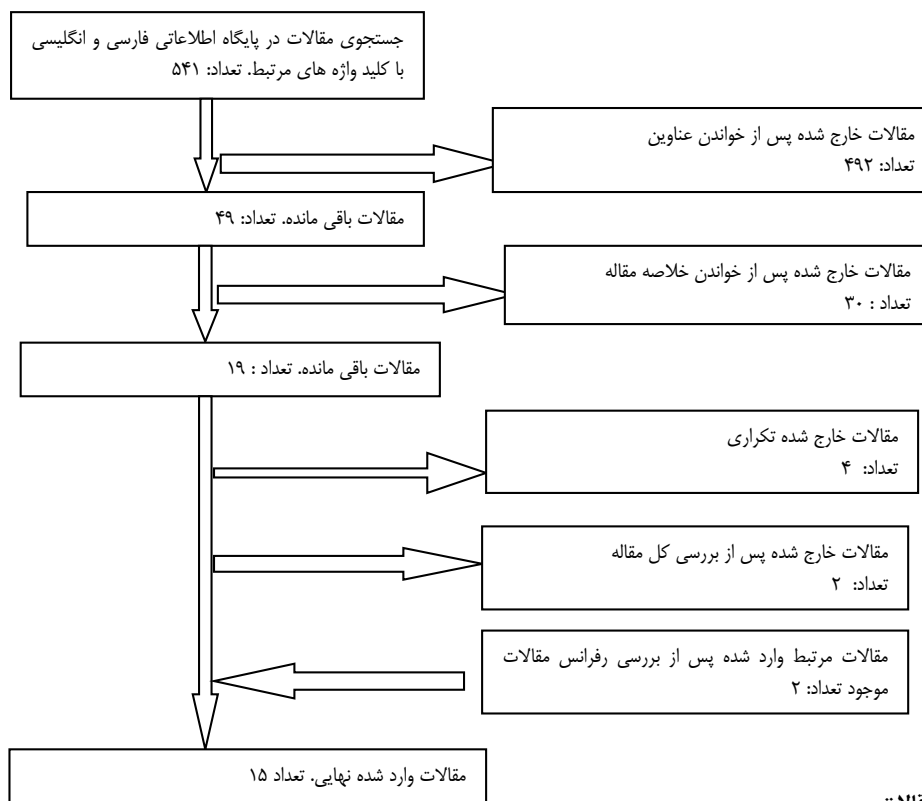 جستجوی مقالات در پایگاه اطلاعاتی فارسی و انگلیسی
با کلید واژه های مرتبط. تعداد: ۵۴۱
مقالات خارج شده پس از خواندن عناوین
تعداد: ۴۹۲
مقالات باقی مانده. تعداد: ۴۹
مقالات خارج شده پس از خواندن خلاصه مقاله
تعداد : ۳۰
مقالات باقی مانده. تعداد : ۱۹
مقالات خارج شده تکراری
تعداد: ۴
مقالات خارج شده پس از بررسی کل مقاله
تعداد: ۲
مقالات مرتبط وارد شده پس از بررسی رفرانس مقالات
موجود تعداد: ۲
مقالات وارد شده نهایی. تعداد ۱۵